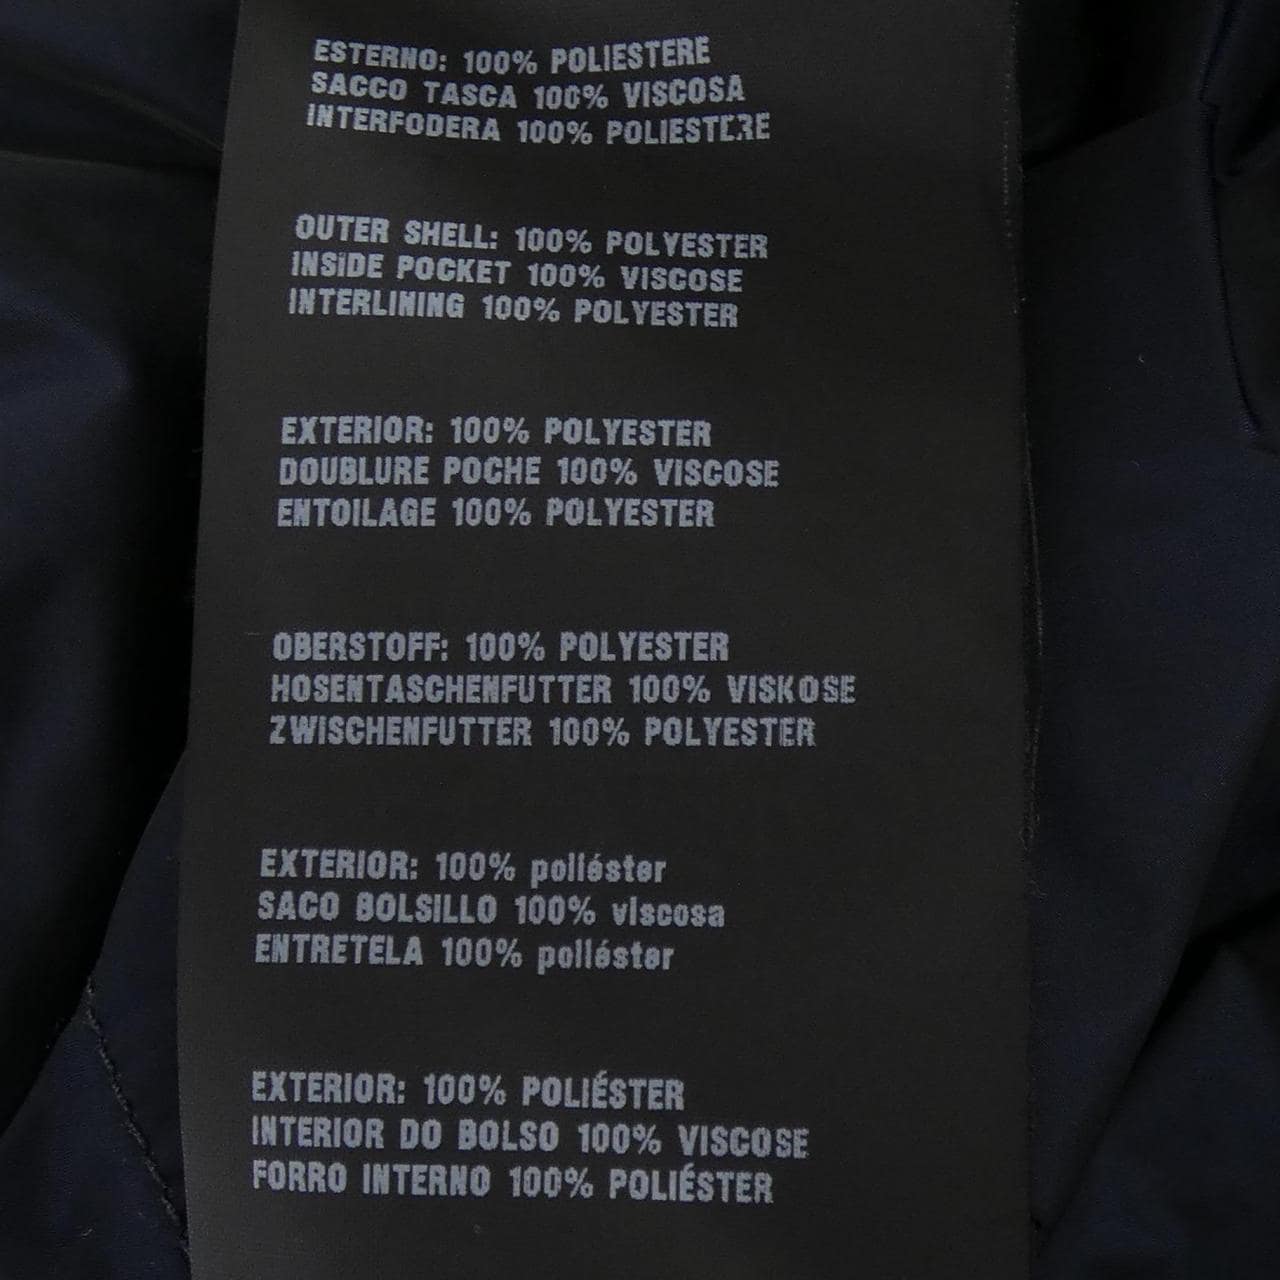 ESTERNO: 100% POLIESTERE
SACCO TASCA 100% VISCOSA
INTERFODERA 100% POLIESTERE
OUTER SHELL: 100% POLYESTER
INSIDE POCKET 100% VISCOSE
INTERLINING 100% POLYESTER
EXTERIOR: 100% POLYESTER
DOUBLURE POCHE 100% VISCOSE
ENTOILAGE 100% POLYESTER
OBERSTOFF: 100% POLYESTER
HOSENTASCHENFUTTER 100% VISKOSE
ZWISCHENFUTTER 100% POLYESTER
EXTERIOR: 100% poliéster
SACO BOLSILLO 100% viscosa
ENTRETELA 100% poliéster
EXTERIOR: 100% POLIÉSTER
INTERIOR DO BOLSO 100% VISCOSE
FORRO INTERNO 100% POLIÉSTER